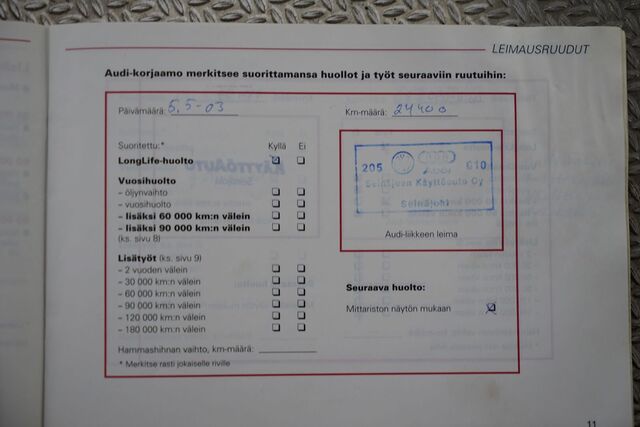 LEIMAUSRUUDUT
Audi-korjaamo merkitsee suorittamansa huollot ja työt seuraaviin ruutuihin:
Päivämäärä: 5.5-03
Km-määrä: 24400
Suoritettu:* Kyllä Ei
LongLife-huolto
Vuosihuolto
– öljynvaihto
– vuosihuolto
– lisäksi 60 000 km:n välein
– lisäksi 90 000 km:n välein
(ks. sivu 8)
Lisätyöt (ks. sivu 9)
– 2 vuoden välein
– 30 000 km:n välein
– 60 000 km:n välein
– 90 000 km:n välein
– 120 000 km:n välein
– 180 000 km:n välein
Hammashihnan vaihto, km-määrä:
* Merkitse rasti jokaiselle riville
205 010
Seinäjoen Käyttöauto Oy
Seinäjoki
Audi-liikkeen leima
Seuraava huolto:
Mittariston näytön mukaan
11